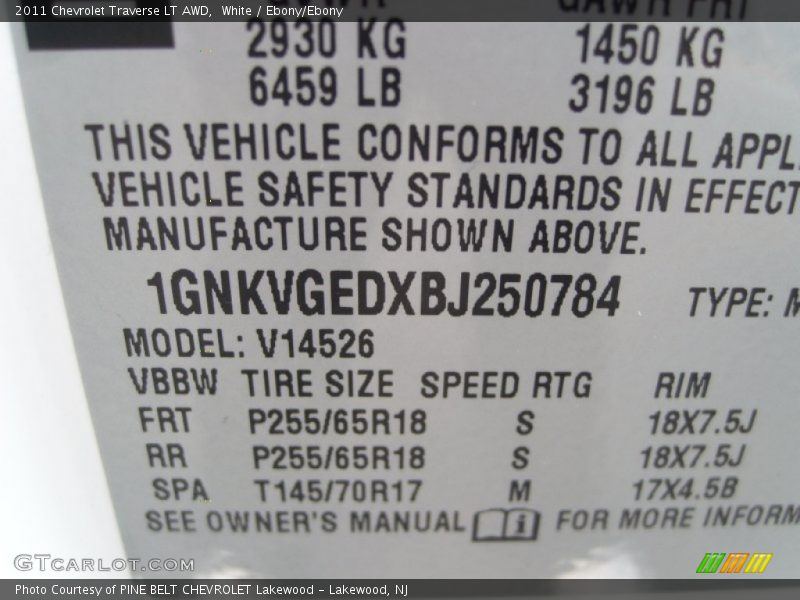 2011 Chevrolet Traverse LT AWD, White / Ebony/Ebony
GAWR FRT
2930 KG 1450 KG
6459 LB 3196 LB
THIS VEHICLE CONFORMS TO ALL APPL
VEHICLE SAFETY STANDARDS IN EFFECT
MANUFACTURE SHOWN ABOVE.
1GNKVGEDXBJ250784 TYPE: M
MODEL: V14526
VBBW TIRE SIZE SPEED RTG RIM
FRT P255/65R18 S 18X7.5J
RR P255/65R18 S 18X7.5J
SPA T145/70R17 M 17X4.5B
SEE OWNER'S MANUAL i FOR MORE INFORM
GTCarLot.com
Photo Courtesy of PINE BELT CHEVROLET Lakewood - Lakewood, NJ